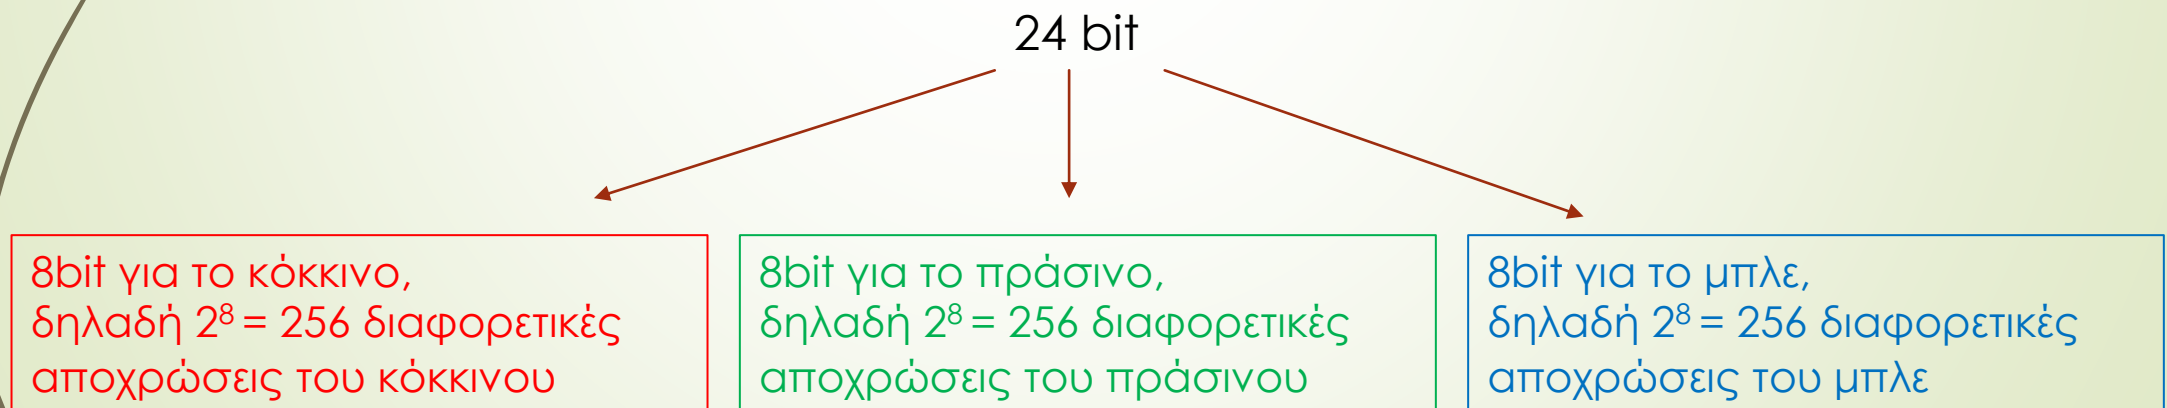 24 bit
8bit για το κόκκινο,
δηλαδή 2⁸ = 256 διαφορετικές
αποχρώσεις του κόκκινου
8bit για το πράσινο,
δηλαδή 2⁸ = 256 διαφορετικές
αποχρώσεις του πράσινου
8bit για το μπλε,
δηλαδή 2⁸ = 256 διαφορετικές
αποχρώσεις του μπλε